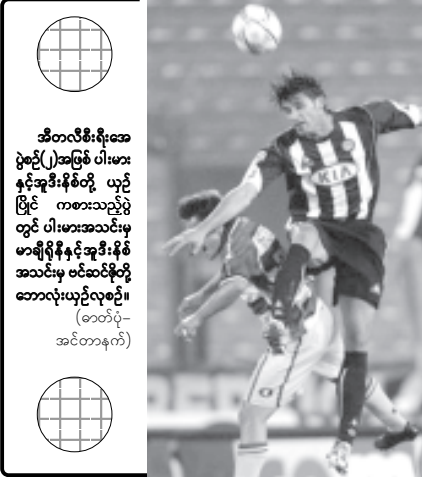 အီတလီစီးရီးအေ
ပွဲစဉ်(၂)အဖြစ် ပါးမား
နှင့်အူဒီးနိစ်တို့ ယှဉ်
ပြိုင် ကစားသည့်ပွဲ
တွင် ပါးမားအသင်းမှ
မာချီရိုနီနှင့်အူဒီးနိစ်
အသင်းမှ ဗင်ဆင်ဇိုတို့
ဘောလုံးယှဉ်လုစဉ်။
(ဓာတ်ပုံ–
အင်တာနက်)
KIA